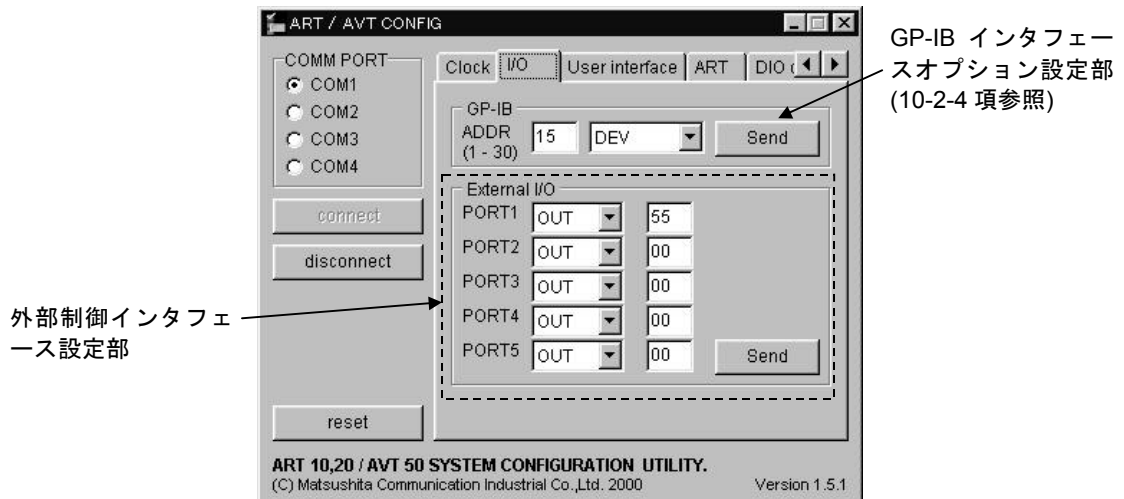 ART / AVT CONFIG
COMM PORT
COM1
COM2
COM3
COM4
connect
disconnect
reset
Clock I/O User interface ART DIO
GP-IB
ADDR 15 DEV Send
(1 - 30)
External I/O
PORT1 OUT 55
PORT2 OUT 00
PORT3 OUT 00
PORT4 OUT 00
PORT5 OUT 00 Send
ART 10,20 / AVT 50 SYSTEM CONFIGURATION UTILITY.
(C) Matsushita Communication Industrial Co.,Ltd. 2000 Version 1.5.1
GP-IB インタフェー
スオプション設定部
(10-2-4 項参照)
外部制御インタフェ
ース設定部